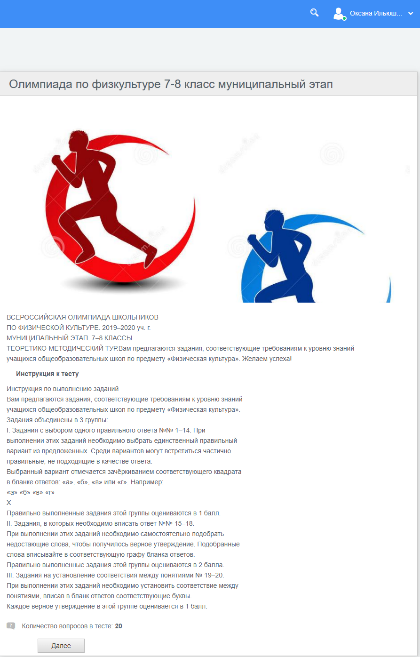 Оксана Ильюш...
Олимпиада по физкультуре 7-8 класс муниципальный этап
ВСЕРОССИЙСКАЯ ОЛИМПИАДА ШКОЛЬНИКОВ
ПО ФИЗИЧЕСКОЙ КУЛЬТУРЕ. 2019–2020 уч. г.
МУНИЦИПАЛЬНЫЙ ЭТАП. 7–8 КЛАССЫ
ТЕОРЕТИКО-МЕТОДИЧЕСКИЙ ТУР.Вам предлагаются задания, соответствующие требованиям к уровню знаний
учащихся общеобразовательных школ по предмету «Физическая культура». Желаем успеха!
Инструкция к тесту
Инструкция по выполнению заданий
Вам предлагаются задания, соответствующие требованиям к уровню знаний
учащихся общеобразовательных школ по предмету «Физическая культура».
Задания объединены в 3 группы:
I. Задания с выбором одного правильного ответа №№ 1–14. При
выполнении этих заданий необходимо выбрать единственный правильный
вариант из предложенных. Среди вариантов могут встретиться частично
правильные, не подходящие в качестве ответа.
Выбранный вариант отмечается зачёркиванием соответствующего квадрата
в бланке ответов: «а», «б», «в» или «г». Например:
«а» «б» «в» «г»
Х
Правильно выполненные задания этой группы оцениваются в 1 балл.
II. Задания, в которых необходимо вписать ответ №№ 15–18.
При выполнении этих заданий необходимо самостоятельно подобрать
недостающие слова, чтобы получилось верное утверждение. Подобранные
слова вписывайте в соответствующую графу бланка ответов.
Правильно выполненные задания этой группы оцениваются в 2 балла.
III. Задания на установление соответствия между понятиями № 19–20.
При выполнении этих заданий необходимо установить соответствие между
понятиями, вписав в бланк ответов соответствующие буквы.
Каждое верное утверждение в этой группе оценивается в 1 балл.
Количество вопросов в тесте: 20
Далее